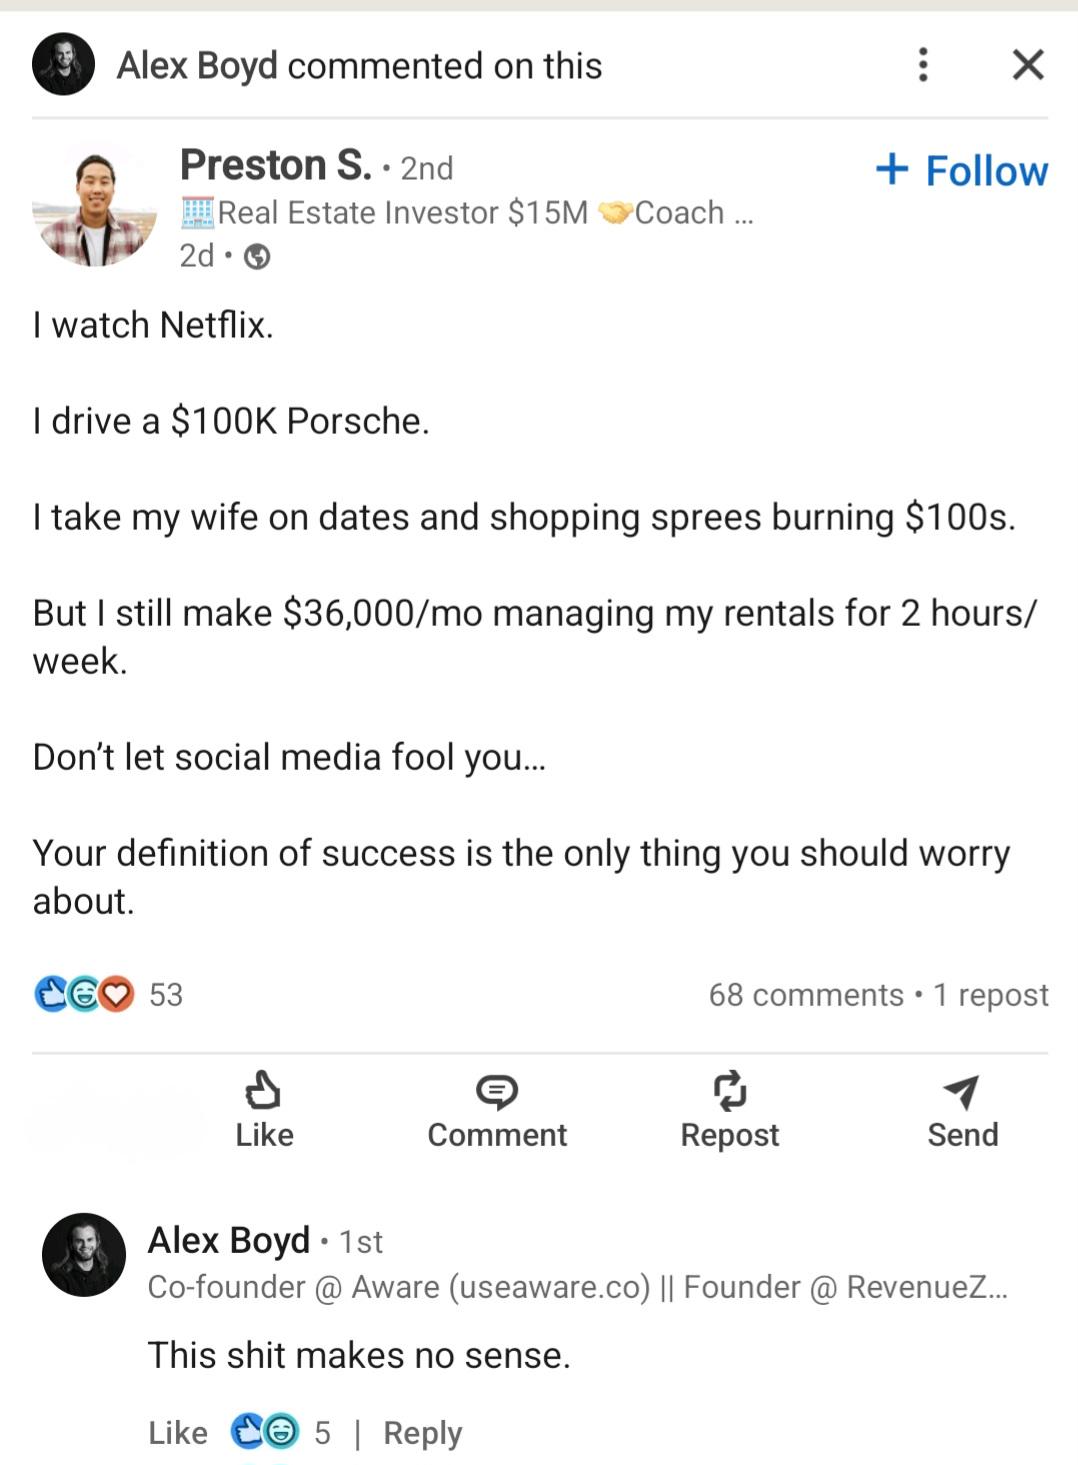 Alex Boyd commented on this
Preston S. • 2nd
+ Follow
🏢Real Estate Investor $15M 🤝Coach ...
2d •
I watch Netflix.
I drive a $100K Porsche.
I take my wife on dates and shopping sprees burning $100s.
But I still make $36,000/mo managing my rentals for 2 hours/
week.
Don’t let social media fool you...
Your definition of success is the only thing you should worry
about.
53
68 comments • 1 repost
Like
Comment
Repost
Send
Alex Boyd • 1st
Co-founder @ Aware (useaware.co) || Founder @ RevenueZ...
This shit makes no sense.
Like 5 | Reply